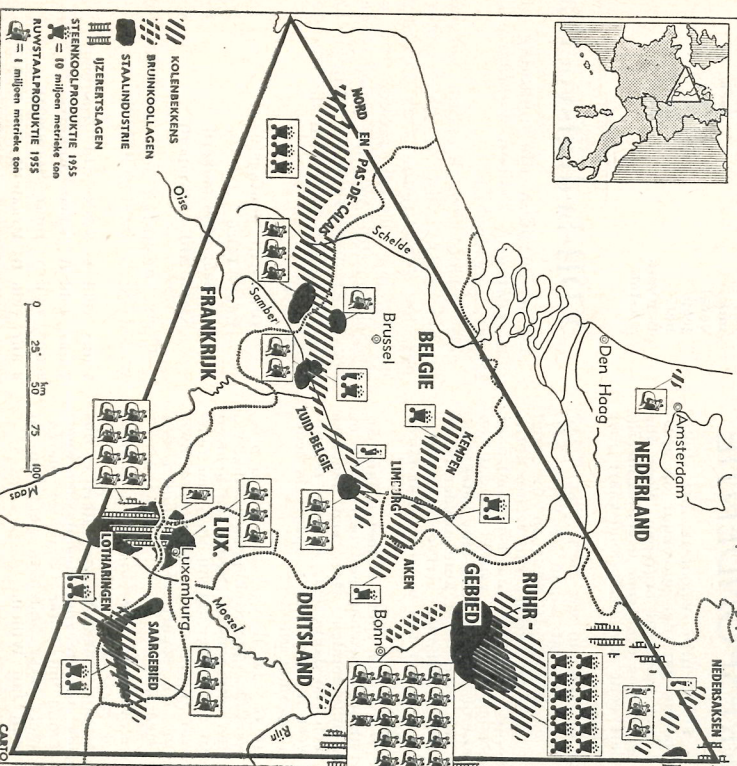 KOLENBEKKENS
BRUINKOOLLAGEN
STAALINDUSTRIE
IJZERERTSLAGEN
STEENKOOLPRODUKTIE 1955
= 10 miljoen metrieke ton
RUWSTAALPRODUKTIE 1955
= 1 miljoen metrieke ton
0 25 50 75 100
km
NORD EN PAS-DE-CALAIS
Schelde
Oise
Samber
FRANKRIJK
Brussel
BELGIE
Den Haag
Amsterdam
NEDERLAND
KEMPEN
LIMBURG
ZUID-BELGIE
AKEN
Maas
LUX.
Luxemburg
LOTHARINGEN
SAARGEBIED
Moezel
DUITSLAND
Bonn
RUHR-
GEBIED
Rijn
NEDERSAKSEN
CARTO